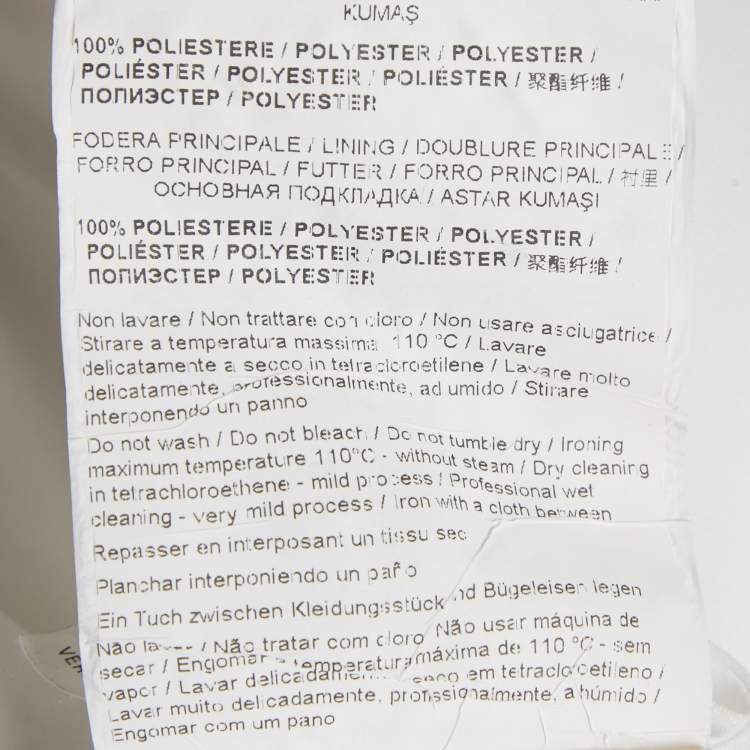 KUMAŞ
100% POLIESTERE / POLYESTER / POLYESTER /
POLIÉSTER / POLYESTER / POLIÉSTER / 聚酯纤维 /
ПОЛИЭСТЕР / POLYESTER
FODERA PRINCIPALE / LINING / DOUBLURE PRINCIPALE /
FORRO PRINCIPAL / FUTTER / FORRO PRINCIPAL / 衬里 /
ОСНОВНАЯ ПОДКЛАДКА / ASTAR KUMAŞI
100% POLIESTERE / POLYESTER / POLYESTER /
POLIÉSTER / POLYESTER / POLIÉSTER / 聚酯纤维 /
ПОЛИЭСТЕР / POLYESTER
Non lavare / Non trattare con cloro / Non usare asciugatrice /
Stirare a temperatura massima 110 °C / Lavare
delicatamente a secco in tetracloroetilene / Lavare molto
delicatamente, professionalmente, ad umido / Stirare
interponendo un panno
Do not wash / Do not bleach / Do not tumble dry / Ironing
maximum temperature 110°C - without steam / Dry cleaning
in tetrachloroethene - mild process / Professional wet
cleaning - very mild process / Iron with a cloth between
Repasser en interposant un tissu sec
Planchar interponiendo un paño
Ein Tuch zwischen Kleidungsstück und Bügeleisen legen
Não / Não tratar com cloro Não usar máquina de
secar / Engomar a temperatura máxima de 110 °C - sem
vapor / Lavar delicadamente seco em tetracloroetileno /
Lavar muito delicadamente, profissionalmente, a húmido /
Engomar com um pano